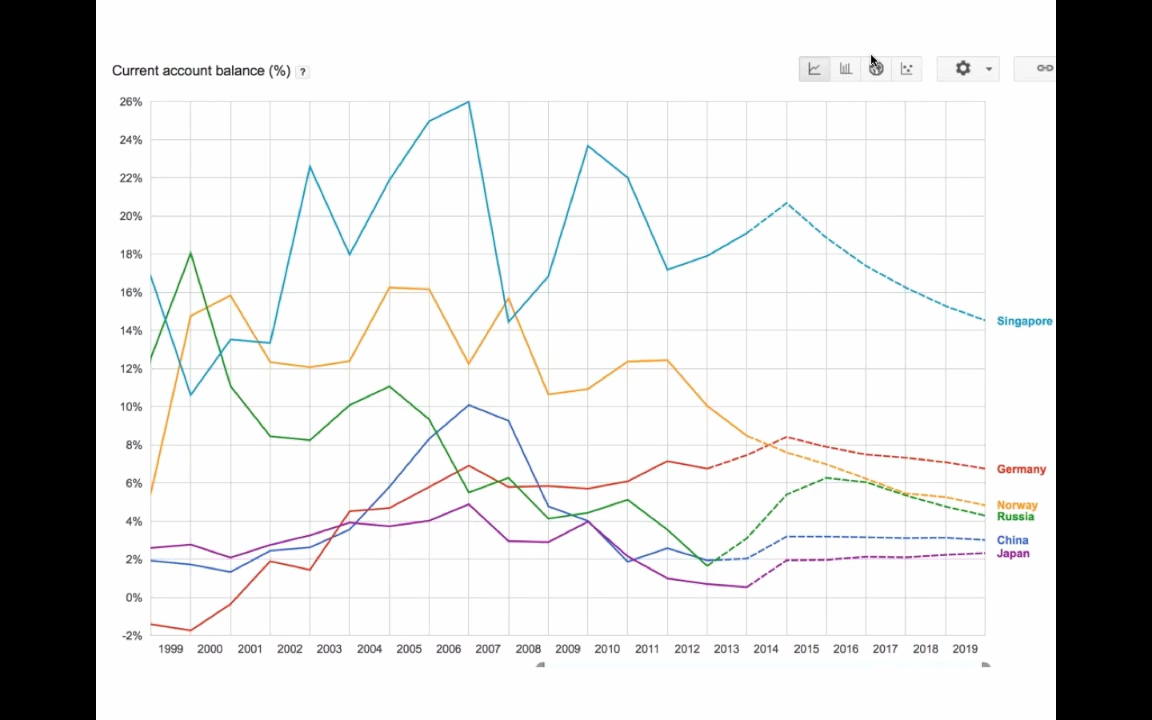 Current account balance (%) ?
26%
24%
22%
20%
18%
16%
14%
12%
10%
8%
6%
4%
2%
0%
-2%
Singapore
Germany
Norway
Russia
China
Japan
1999 2000 2001 2002 2003 2004 2005 2006 2007 2008 2009 2010 2011 2012 2013 2014 2015 2016 2017 2018 2019